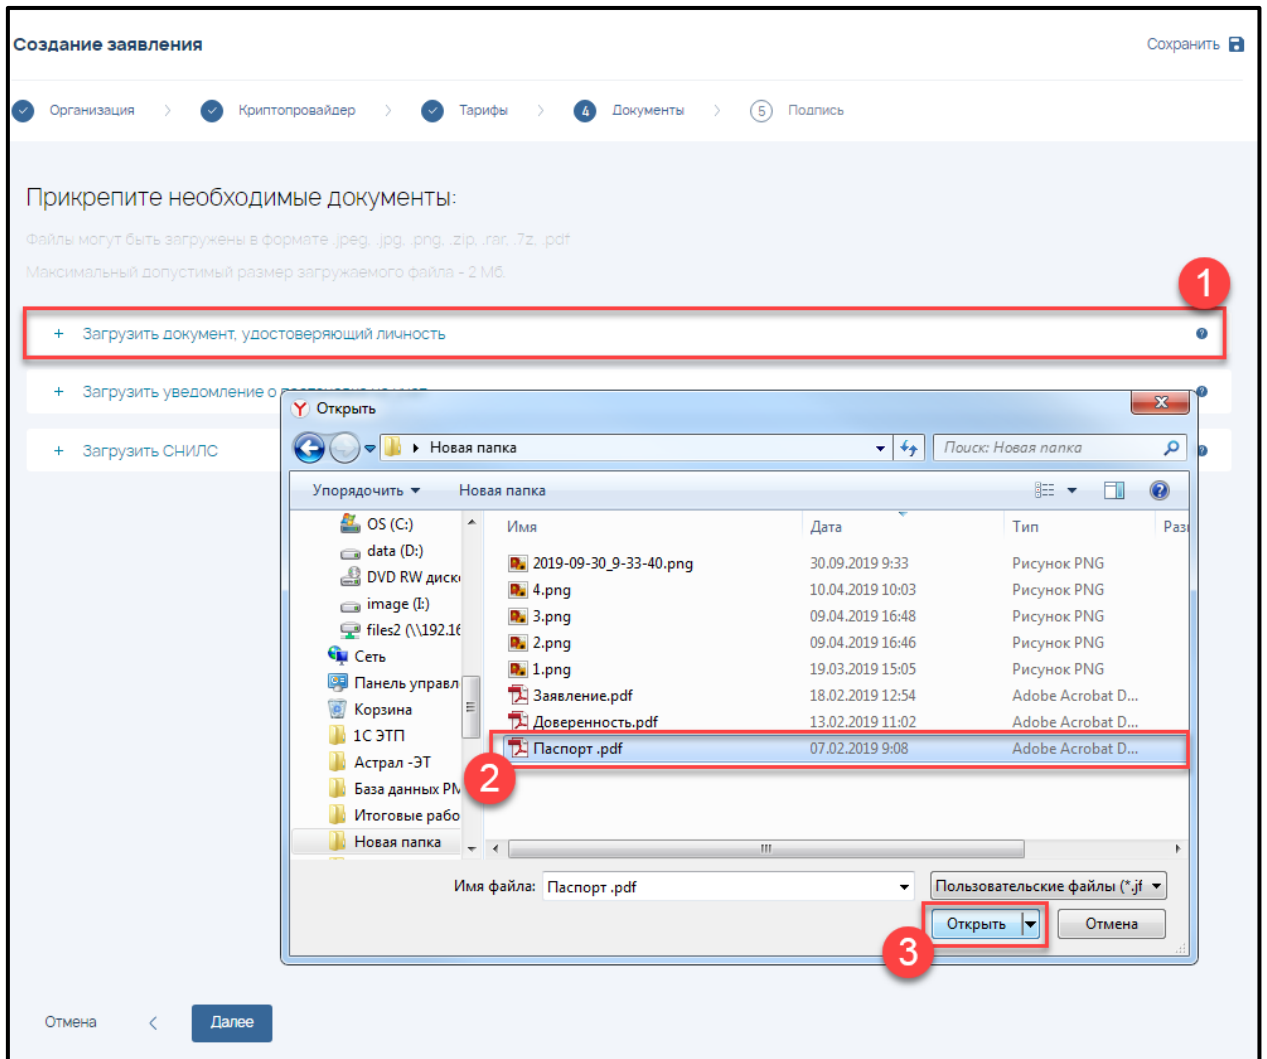 Создание заявления
Сохранить
Организация > Криптопровайдер > Тарифы > 4 Документы > 5 Подпись
Прикрепите необходимые документы:
Файлы могут быть загружены в формате .jpeg, .jpg, .png, .zip, .rar, .7z, .pdf
Максимальный допустимый размер загружаемого файла - 2 Мб.
1
+ Загрузить документ, удостоверяющий личность ?
+ Загрузить уведомление о ?
+ Загрузить СНИЛС
Открыть
Новая папка
Поиск: Новая папка
Упорядочить Новая папка
Имя Дата Тип
OS (C:)
data (D:)
DVD RW диск
image (I:)
files2 (\\192.16
Сеть
Панель управл
Корзина
1С ЭТП
Астрал -ЭТ
База данных РМ
Итоговые рабо
Новая папка
2019-09-30_9-33-40.png 30.09.2019 9:33 Рисунок PNG
4.png 10.04.2019 10:03 Рисунок PNG
3.png 09.04.2019 16:48 Рисунок PNG
2.png 09.04.2019 16:46 Рисунок PNG
1.png 19.03.2019 15:05 Рисунок PNG
Заявление.pdf 18.02.2019 12:54 Adobe Acrobat D...
Доверенность.pdf 13.02.2019 11:02 Adobe Acrobat D...
Паспорт .pdf 07.02.2019 9:08 Adobe Acrobat D...
2
Имя файла: Паспорт .pdf Пользовательские файлы (*.jf
Открыть Отмена
3
Отмена < Далее